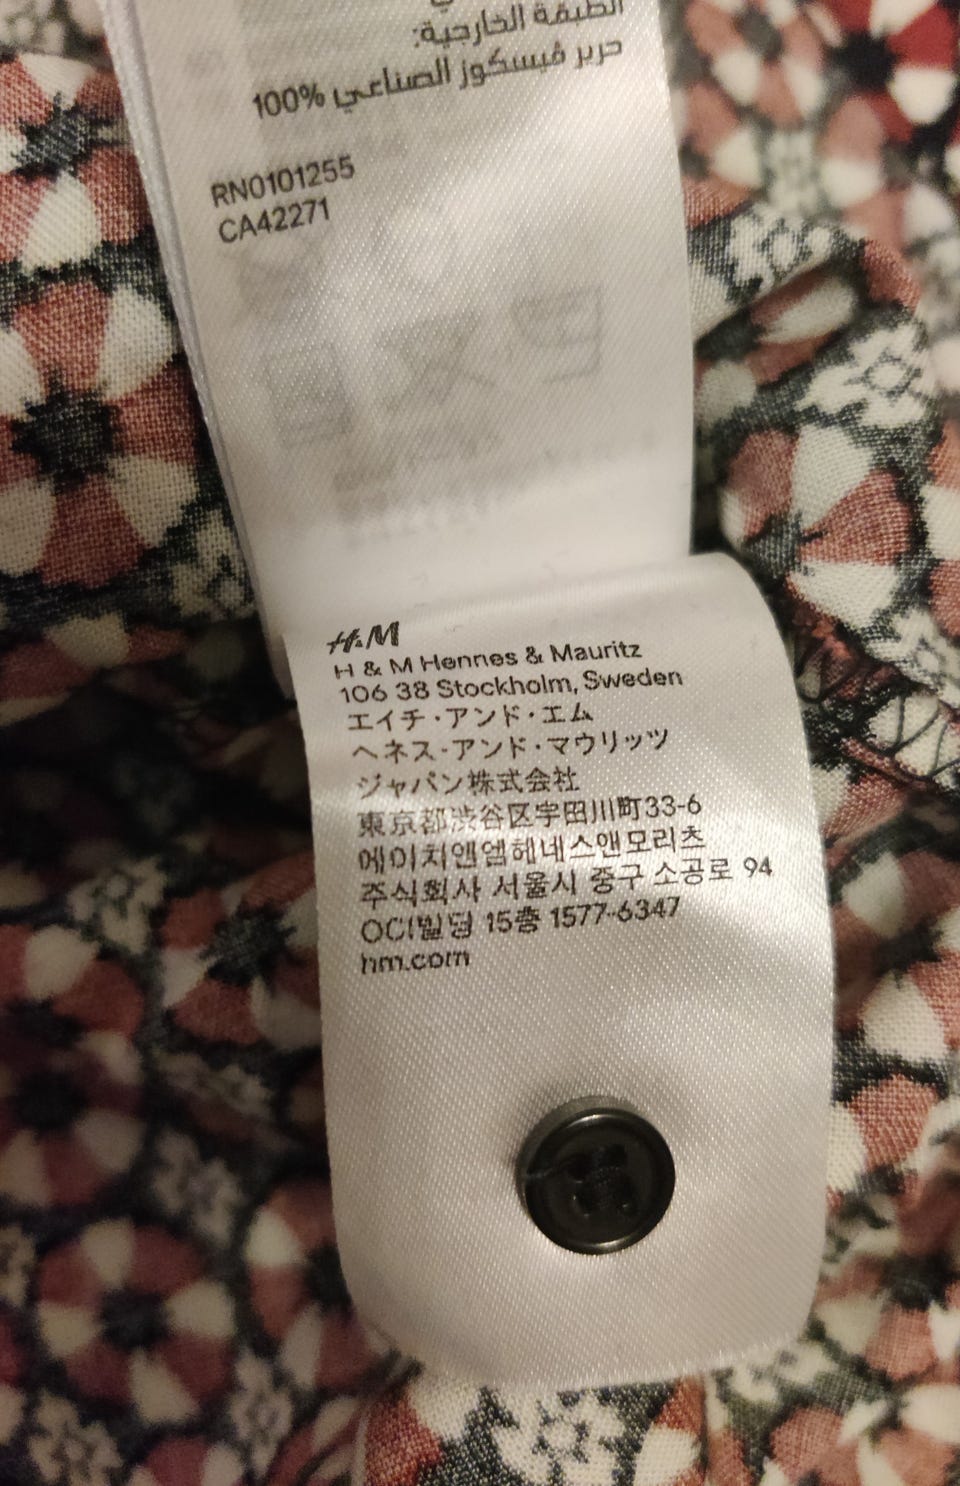 الطبقة الخارجية:
حرير ڤيسكوز الصناعي 100%
RN0101255
CA42271
H&M
H & M Hennes & Mauritz
106 38 Stockholm, Sweden
エイチ・アンド・エム
ヘネス・アンド・マウリッツ
ジャパン株式会社
東京都渋谷区宇田川町33-6
에이치앤엠헤네스앤모리츠
주식회사 서울시 중구 소공로 94
OCI빌딩 15층 1577-6347
hm.com